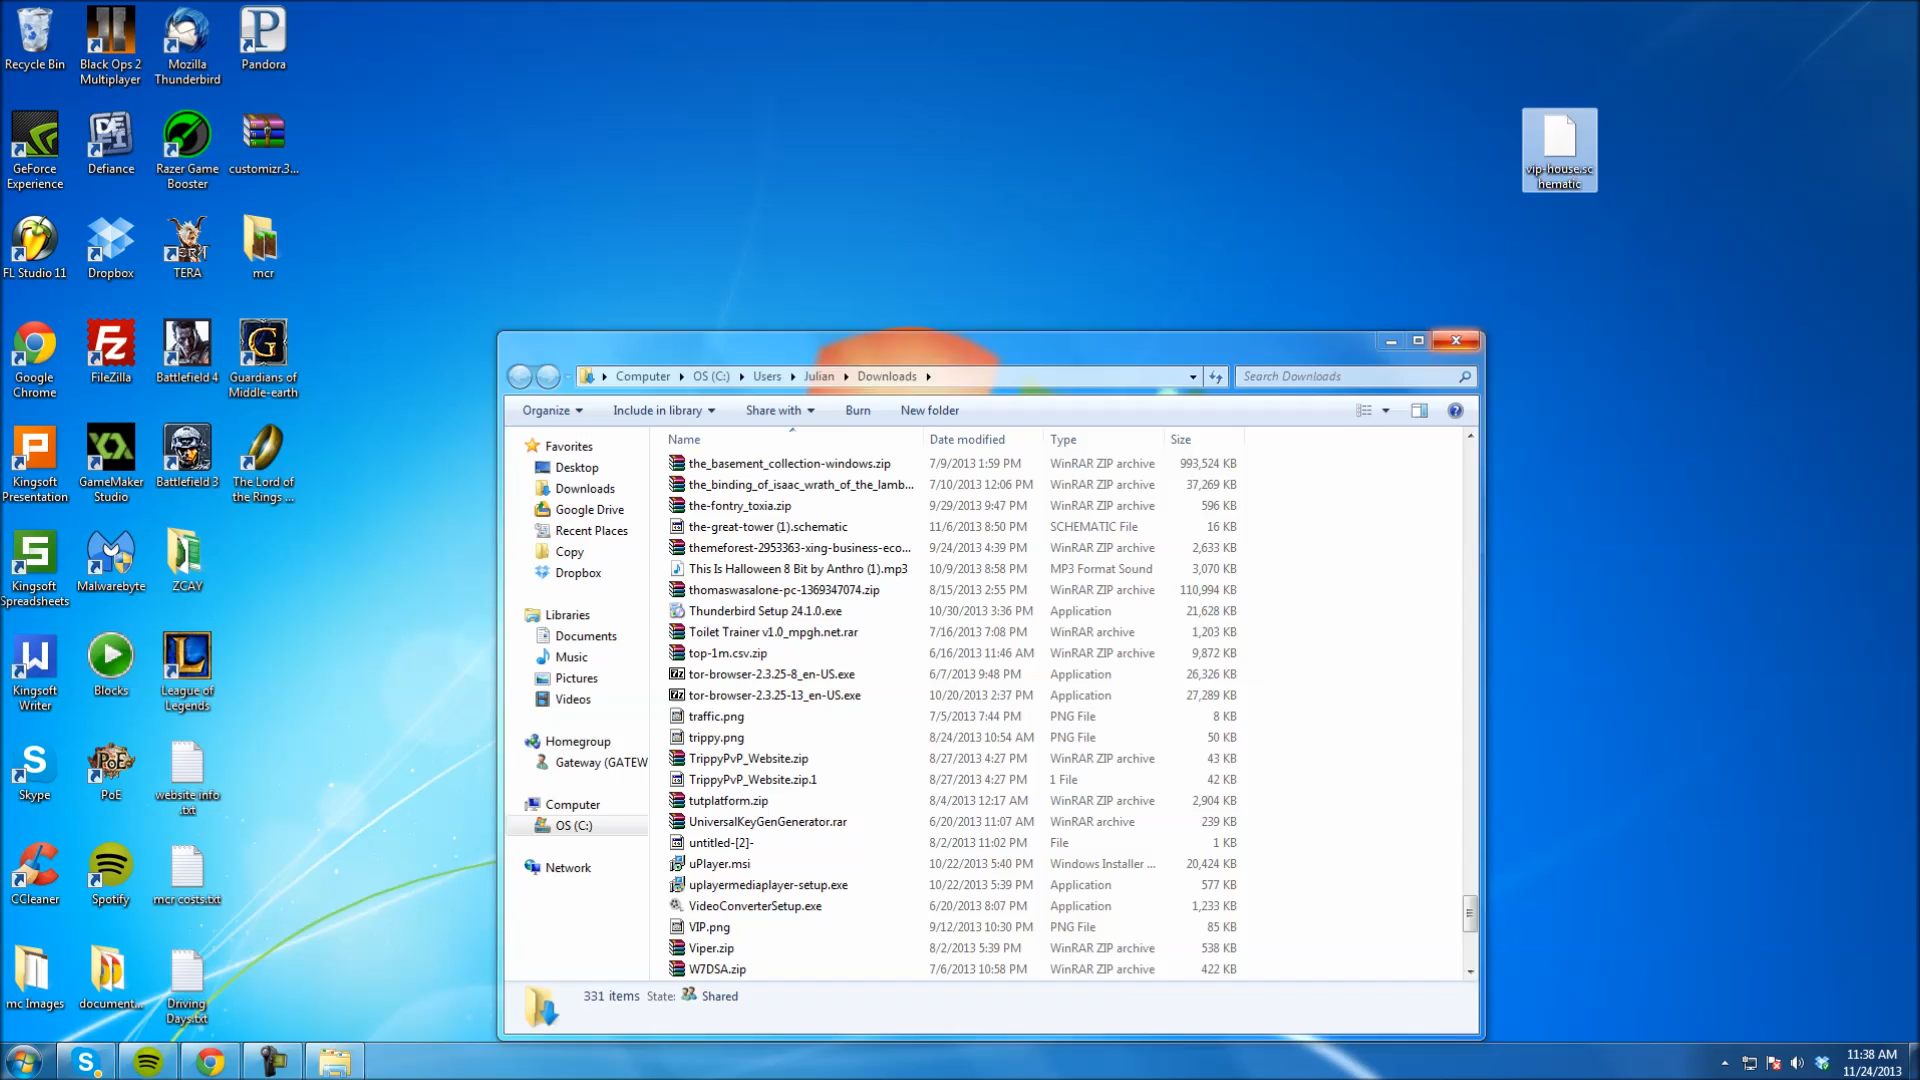 Recycle Bin
Black Ops 2
Multiplayer
Mozilla
Thunderbird
Pandora
GeForce
Experience
Defiance
Razer Game
Booster
customizr.3...
FL Studio 11
Dropbox
TERA
mcr
Google
Chrome
FileZilla
Battlefield 4
Guardians of
Middle-earth
Kingsoft
Presentation
GameMaker
Studio
Battlefield 3
The Lord of
the Rings ...
Kingsoft
Spreadsheets
Malwarebyte
ZCAY
Kingsoft
Writer
Blocks
League of
Legends
Skype
PoE
website info
.txt
CCleaner
Spotify
mcr costs.txt
mc Images
document...
Driving
Days.txt
vip-house.sc
hematic
Computer
OS (C:)
Users
Julian
Downloads
Search Downloads
Organize
Include in library
Share with
Burn
New folder
Favorites
Desktop
Downloads
Google Drive
Recent Places
Copy
Dropbox
Libraries
Documents
Music
Pictures
Videos
Homegroup
Gateway (GATEW
Computer
OS (C:)
Network
Name Date modified Type Size
the_basement_collection-windows.zip 7/9/2013 1:59 PM WinRAR ZIP archive 993,524 KB
the_binding_of_isaac_wrath_of_the_lamb... 7/10/2013 12:06 PM WinRAR ZIP archive 37,269 KB
the-fontry_toxia.zip 9/29/2013 9:47 PM WinRAR ZIP archive 596 KB
the-great-tower (1).schematic 11/6/2013 8:50 PM SCHEMATIC File 16 KB
themeforest-2953363-xing-business-eco... 9/24/2013 4:39 PM WinRAR ZIP archive 2,633 KB
This Is Halloween 8 Bit by Anthro (1).mp3 10/9/2013 8:58 PM MP3 Format Sound 3,070 KB
thomaswasalone-pc-1369347074.zip 8/15/2013 2:55 PM WinRAR ZIP archive 110,994 KB
Thunderbird Setup 24.1.0.exe 10/30/2013 3:36 PM Application 21,628 KB
Toilet Trainer v1.0_mpgh.net.rar 7/16/2013 7:08 PM WinRAR archive 1,203 KB
top-1m.csv.zip 6/16/2013 11:46 AM WinRAR ZIP archive 9,872 KB
tor-browser-2.3.25-8_en-US.exe 6/7/2013 9:48 PM Application 26,326 KB
tor-browser-2.3.25-13_en-US.exe 10/20/2013 2:37 PM Application 27,289 KB
traffic.png 7/5/2013 7:44 PM PNG File 8 KB
trippy.png 8/24/2013 10:54 AM PNG File 50 KB
TrippyPvP_Website.zip 8/27/2013 4:27 PM WinRAR ZIP archive 43 KB
TrippyPvP_Website.zip.1 8/27/2013 4:27 PM 1 File 42 KB
tutplatform.zip 8/4/2013 12:17 AM WinRAR ZIP archive 2,904 KB
UniversalKeyGenGenerator.rar 6/20/2013 11:07 AM WinRAR archive 239 KB
untitled-[2]- 8/2/2013 11:02 PM File 1 KB
uPlayer.msi 10/22/2013 5:40 PM Windows Installer ... 20,424 KB
uplayermediaplayer-setup.exe 10/22/2013 5:39 PM Application 577 KB
VideoConverterSetup.exe 6/20/2013 8:07 PM Application 1,233 KB
VIP.png 9/12/2013 10:30 PM PNG File 85 KB
Viper.zip 8/2/2013 5:39 PM WinRAR ZIP archive 538 KB
W7DSA.zip 7/6/2013 10:58 PM WinRAR ZIP archive 422 KB
331 items State: Shared
11:38 AM
11/24/2013